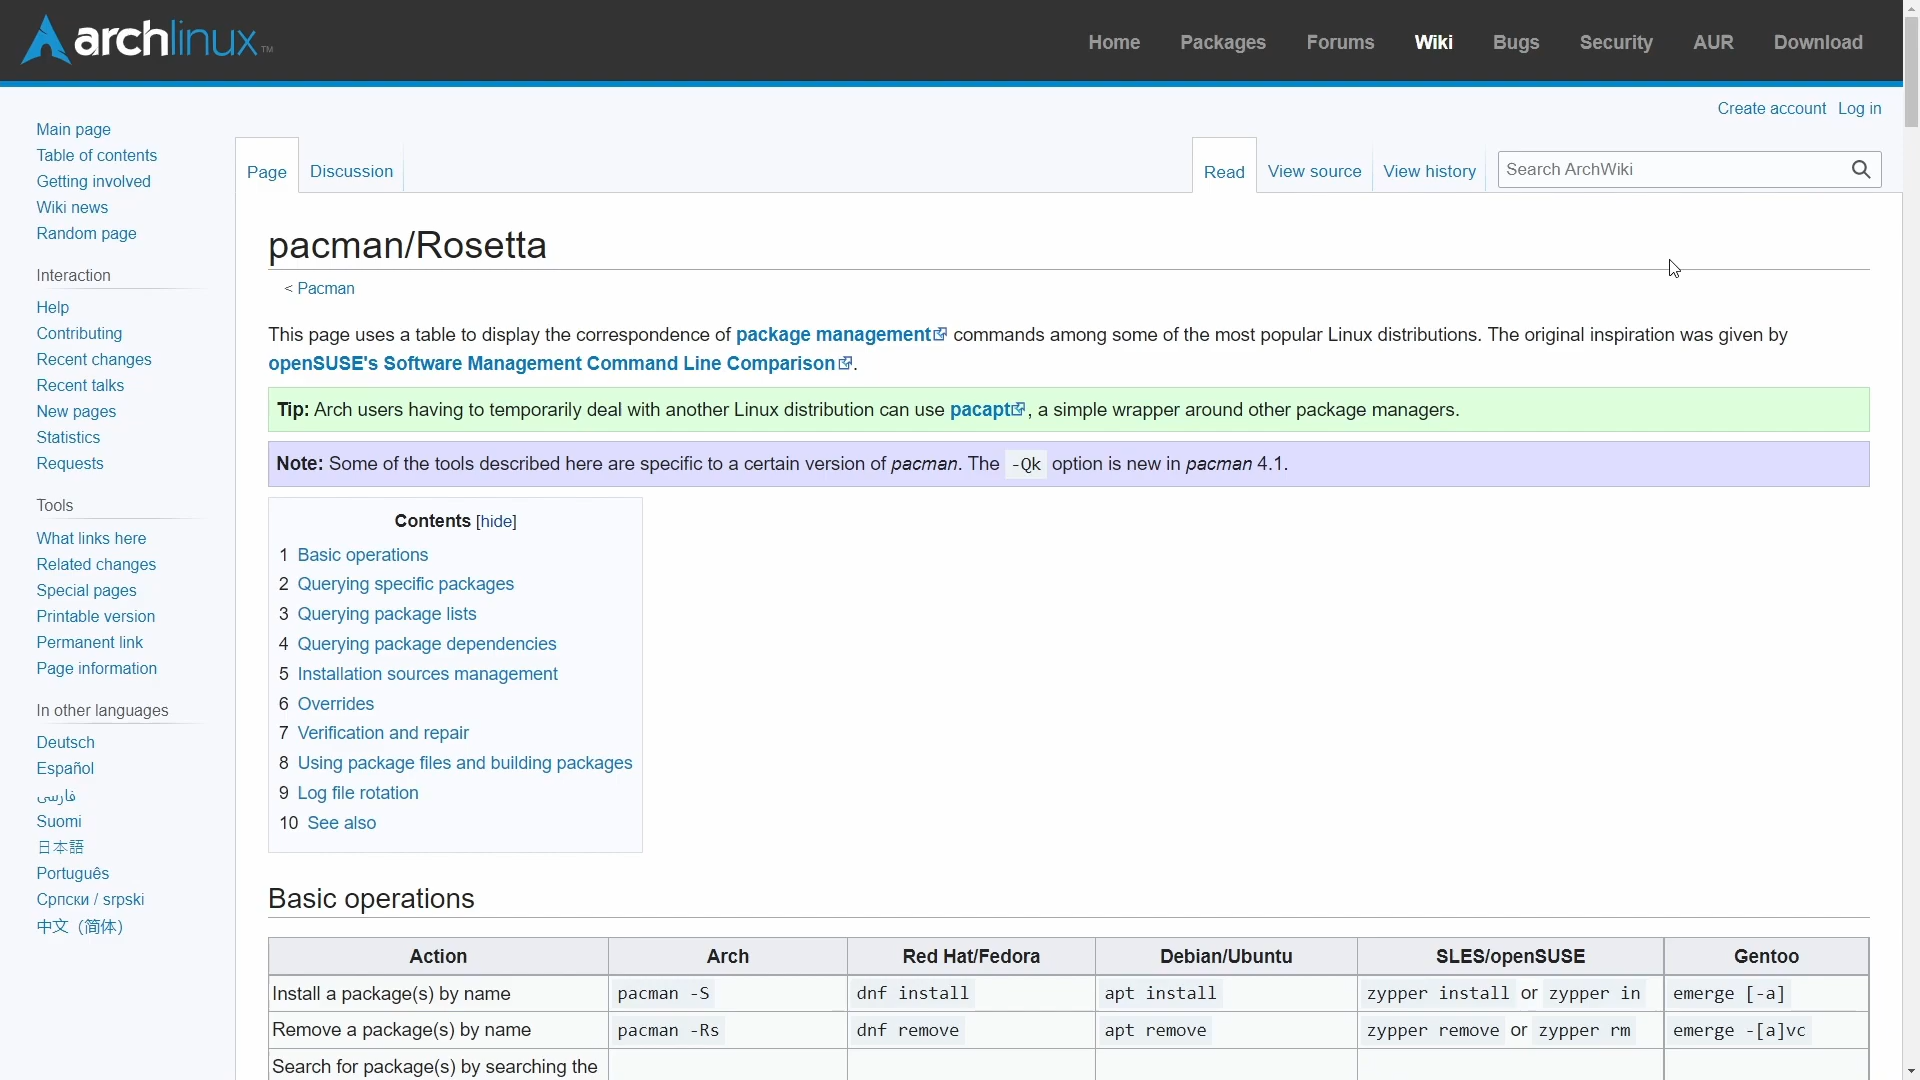 archlinux™
Home Packages Forums Wiki Bugs Security AUR Download
Create account Log in
Main page
Table of contents
Getting involved
Wiki news
Random page
Interaction
Help
Contributing
Recent changes
Recent talks
New pages
Statistics
Requests
Tools
What links here
Related changes
Special pages
Printable version
Permanent link
Page information
In other languages
Deutsch
Español
فارسی
Suomi
日本語
Português
Српски / srpski
中文（简体）
Page Discussion Read View source View history Search ArchWiki
pacman/Rosetta
< Pacman
This page uses a table to display the correspondence of package management commands among some of the most popular Linux distributions. The original inspiration was given by
openSUSE's Software Management Command Line Comparison.
Tip: Arch users having to temporarily deal with another Linux distribution can use pacapt, a simple wrapper around other package managers.
Note: Some of the tools described here are specific to a certain version of pacman. The -Qk option is new in pacman 4.1.
Contents [hide]
1 Basic operations
2 Querying specific packages
3 Querying package lists
4 Querying package dependencies
5 Installation sources management
6 Overrides
7 Verification and repair
8 Using package files and building packages
9 Log file rotation
10 See also
Basic operations
Action Arch Red Hat/Fedora Debian/Ubuntu SLES/openSUSE Gentoo
Install a package(s) by name pacman -S dnf install apt install zypper install or zypper in emerge [-a]
Remove a package(s) by name pacman -Rs dnf remove apt remove zypper remove or zypper rm emerge -[a]vc
Search for package(s) by searching the